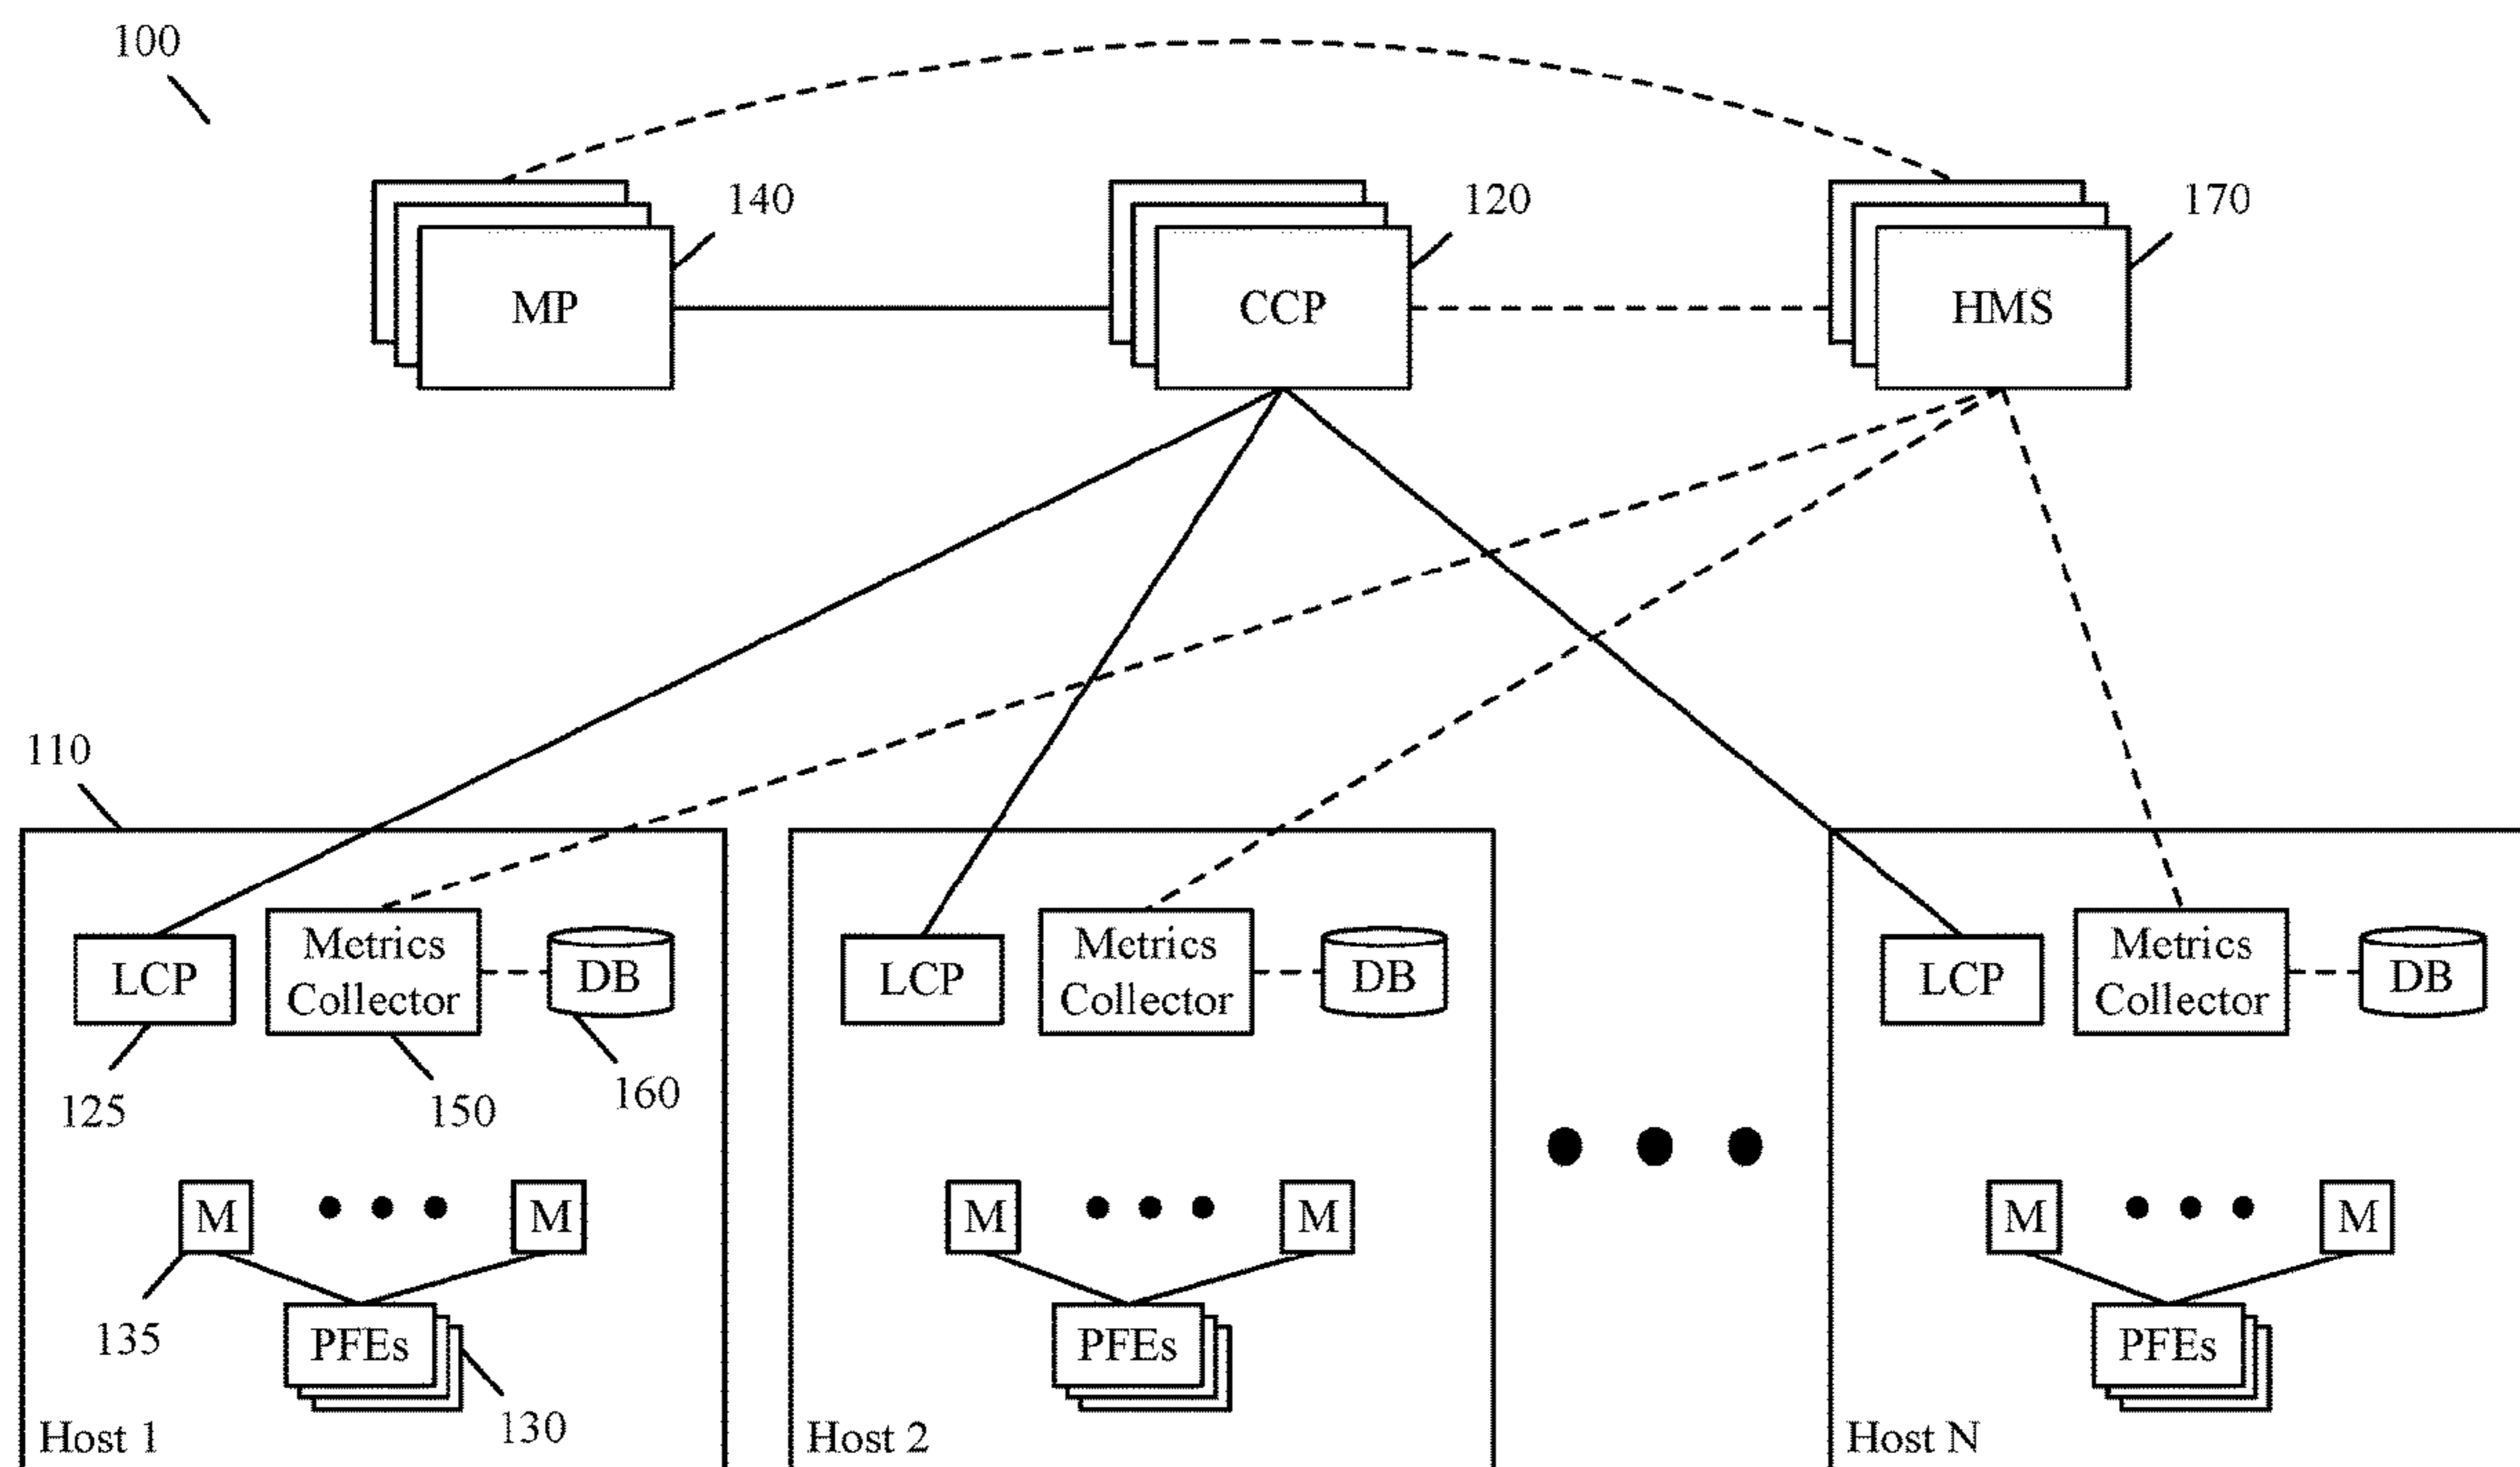 100
140
120
170
MP
CCP
HMS
110
LCP
Metrics
Collector
DB
125
150
160
M
M
135
PFEs
130
Host 1
LCP
Metrics
Collector
DB
M
M
PFEs
Host 2
LCP
Metrics
Collector
DB
M
M
PFEs
Host N